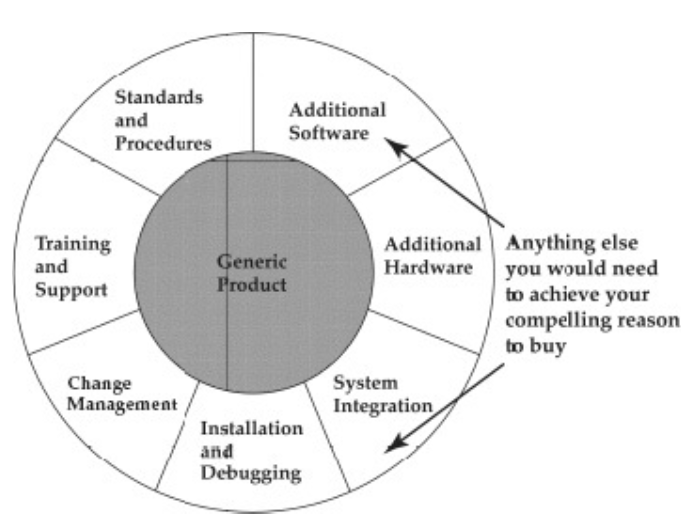 Standards
and
Procedures
Additional
Software
Training
and
Support
Generic
Product
Additional
Hardware
Anything else
you would need
to achieve your
compelling reason
to buy
Change
Management
System
Integration
Installation
and
Debugging